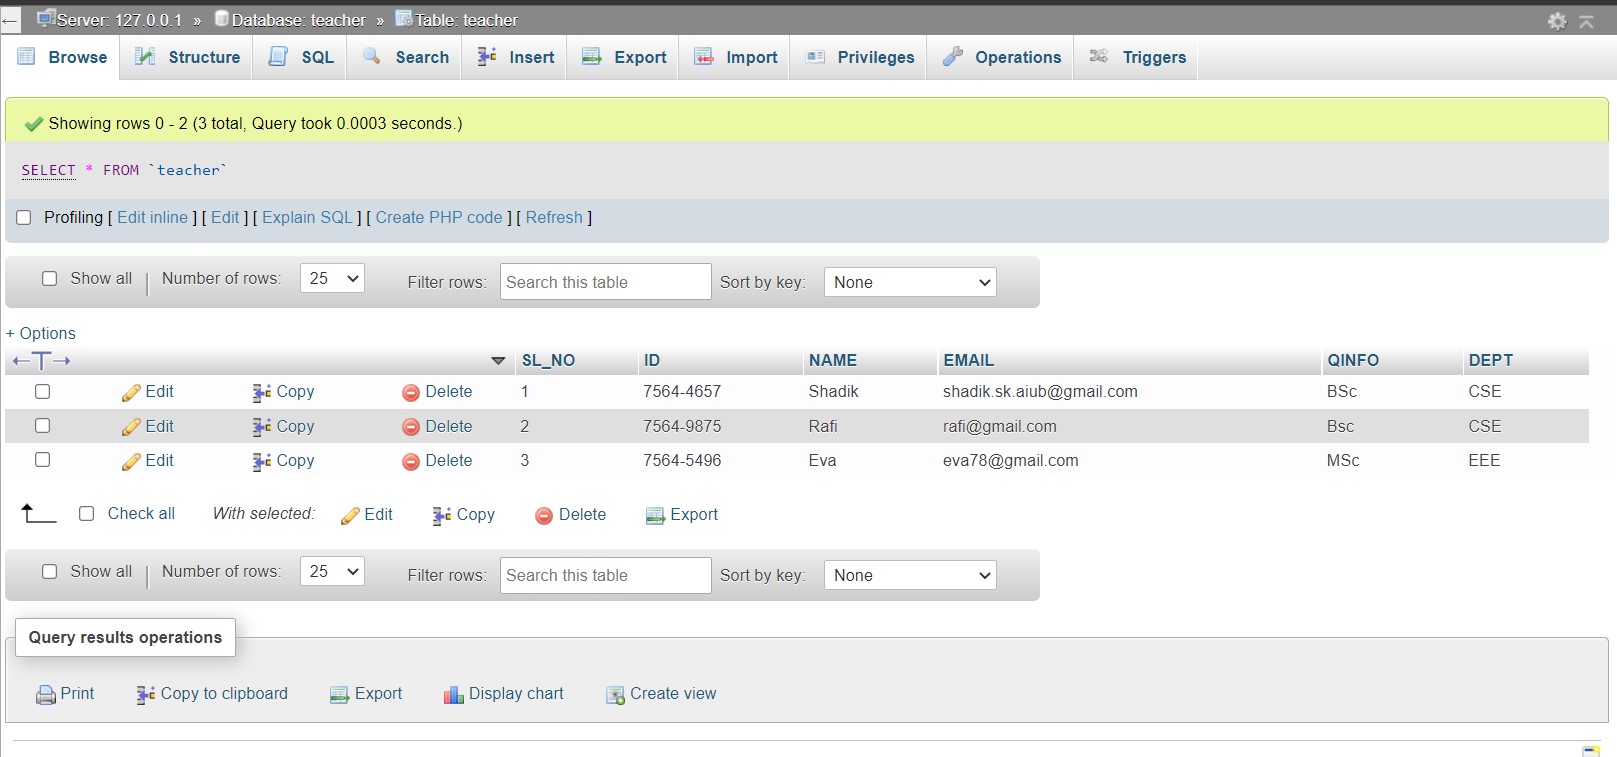 Server: 127.0.0.1 » Database: teacher » Table: teacher
Browse Structure SQL Search Insert Export Import Privileges Operations Triggers
Showing rows 0 - 2 (3 total, Query took 0.0003 seconds.)
SELECT * FROM `teacher`
Profiling [ Edit inline ] [ Edit ] [ Explain SQL ] [ Create PHP code ] [ Refresh ]
Show all Number of rows: 25 Filter rows: Search this table Sort by key: None
+ Options
SL_NO ID NAME EMAIL QINFO DEPT
Edit Copy Delete 1 7564-4657 Shadik shadik.sk.aiub@gmail.com BSc CSE
Edit Copy Delete 2 7564-9875 Rafi rafi@gmail.com Bsc CSE
Edit Copy Delete 3 7564-5496 Eva eva78@gmail.com MSc EEE
Check all With selected: Edit Copy Delete Export
Show all Number of rows: 25 Filter rows: Search this table Sort by key: None
Query results operations
Print Copy to clipboard Export Display chart Create view